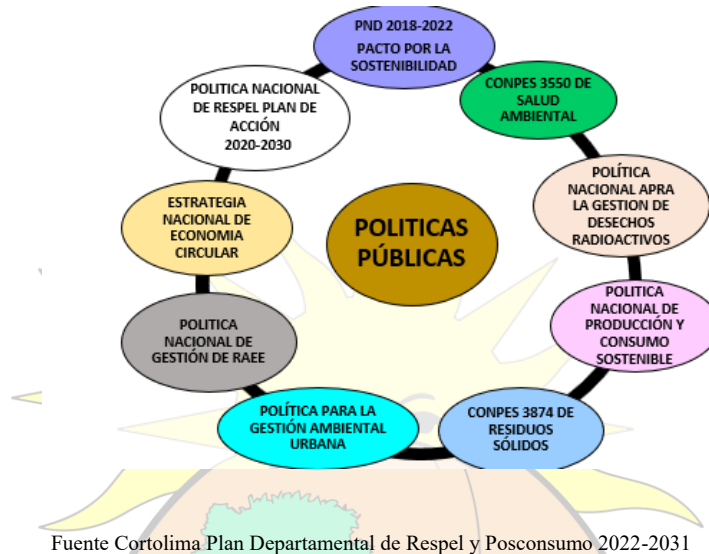 PND 2018-2022
PACTO POR LA
SOSTENIBILIDAD
CONPES 3550 DE
SALUD
AMBIENTAL
POLÍTICA
NACIONAL APRA
LA GESTION DE
DESECHOS
RADIOACTIVOS
POLITICA
NACIONAL DE
PRODUCCIÓN Y
CONSUMO
SOSTENIBLE
CONPES 3874 DE
RESIDUOS
SÓLIDOS
POLÍTICA PARA LA
GESTIÓN AMBIENTAL
URBANA
POLITICA
NACIONAL DE
GESTIÓN DE RAEE
ESTRATEGIA
NACIONAL DE
ECONOMIA
CIRCULAR
POLITICA NACIONAL
DE RESPEL PLAN DE
ACCIÓN
2020-2030
POLITICAS
PÚBLICAS
Fuente Cortolima Plan Departamental de Respel y Posconsumo 2022-2031